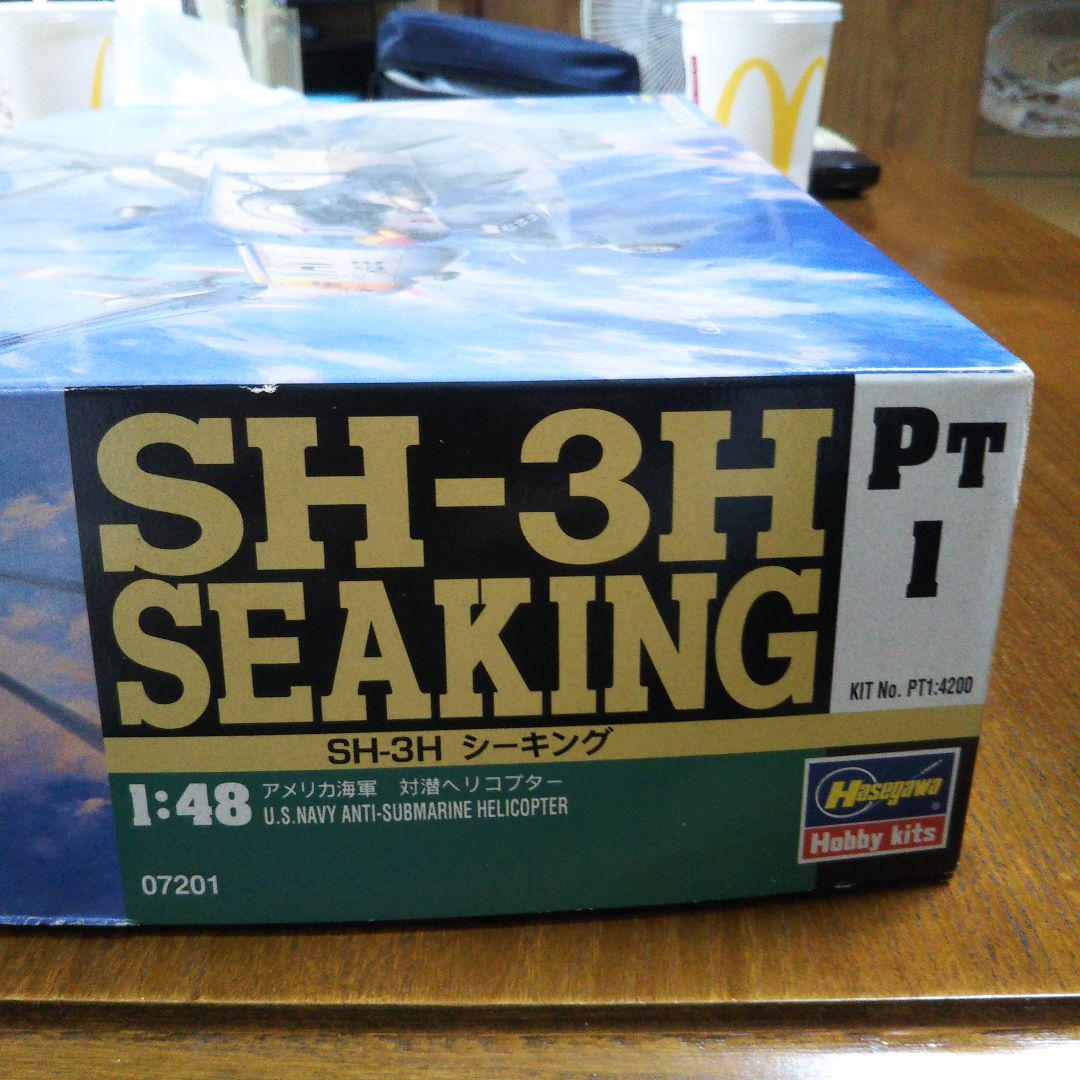 SH-3H
SEAKING
PT
1
KIT No. PT1:4200
SH-3H シーキング
1:48
アメリカ海軍 対潜ヘリコプター
U.S.NAVY ANTI-SUBMARINE HELICOPTER
07201
Hasegawa
Hobby kits